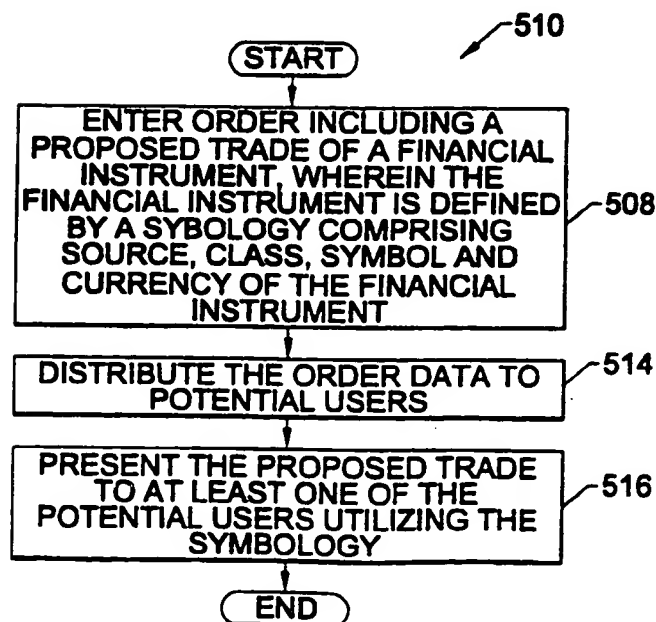 510
START
ENTER ORDER INCLUDING A
PROPOSED TRADE OF A FINANCIAL
INSTRUMENT, WHEREIN THE
FINANCIAL INSTRUMENT IS DEFINED
BY A SYBOLOGY COMPRISING
SOURCE, CLASS, SYMBOL AND
CURRENCY OF THE FINANCIAL
INSTRUMENT
508
DISTRIBUTE THE ORDER DATA TO
POTENTIAL USERS
514
PRESENT THE PROPOSED TRADE
TO AT LEAST ONE OF THE
POTENTIAL USERS UTILIZING THE
SYMBOLOGY
516
END